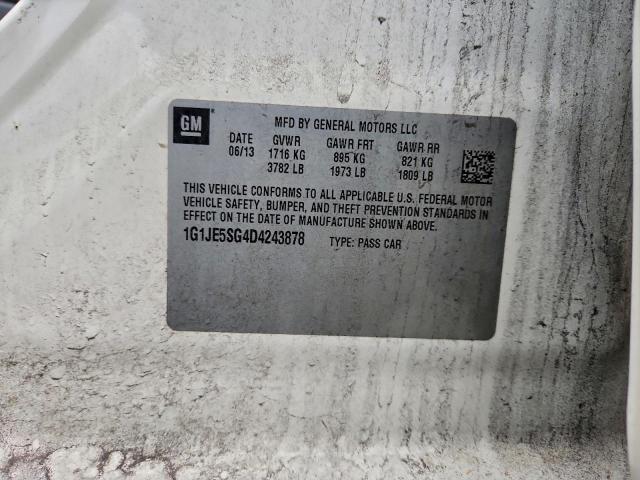 GM
MFD BY GENERAL MOTORS LLC
DATE GVWR GAWR FRT GAWR RR
06/13 1716 KG 895 KG 821 KG
3782 LB 1973 LB 1809 LB
THIS VEHICLE CONFORMS TO ALL APPLICABLE U.S. FEDERAL MOTOR
VEHICLE SAFETY, BUMPER, AND THEFT PREVENTION STANDARDS IN
EFFECT ON THE DATE OF MANUFACTURE SHOWN ABOVE.
1G1JE5SG4D4243878 TYPE: PASS CAR